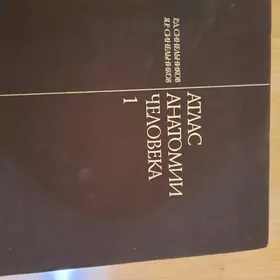 Р.Д. СИНЕЛЬНИКОВ
Я.Р. СИНЕЛЬНИКОВ
АТЛАС
АНАТОМИИ
ЧЕЛОВЕКА
1